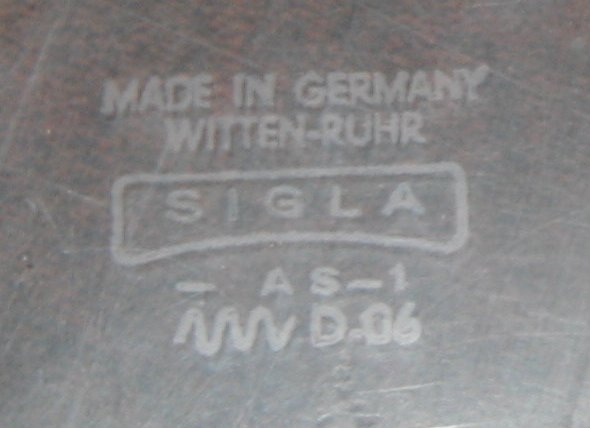 MADE IN GERMANY
WITTEN-RUHR
SIGLA
– AS–1
D-06